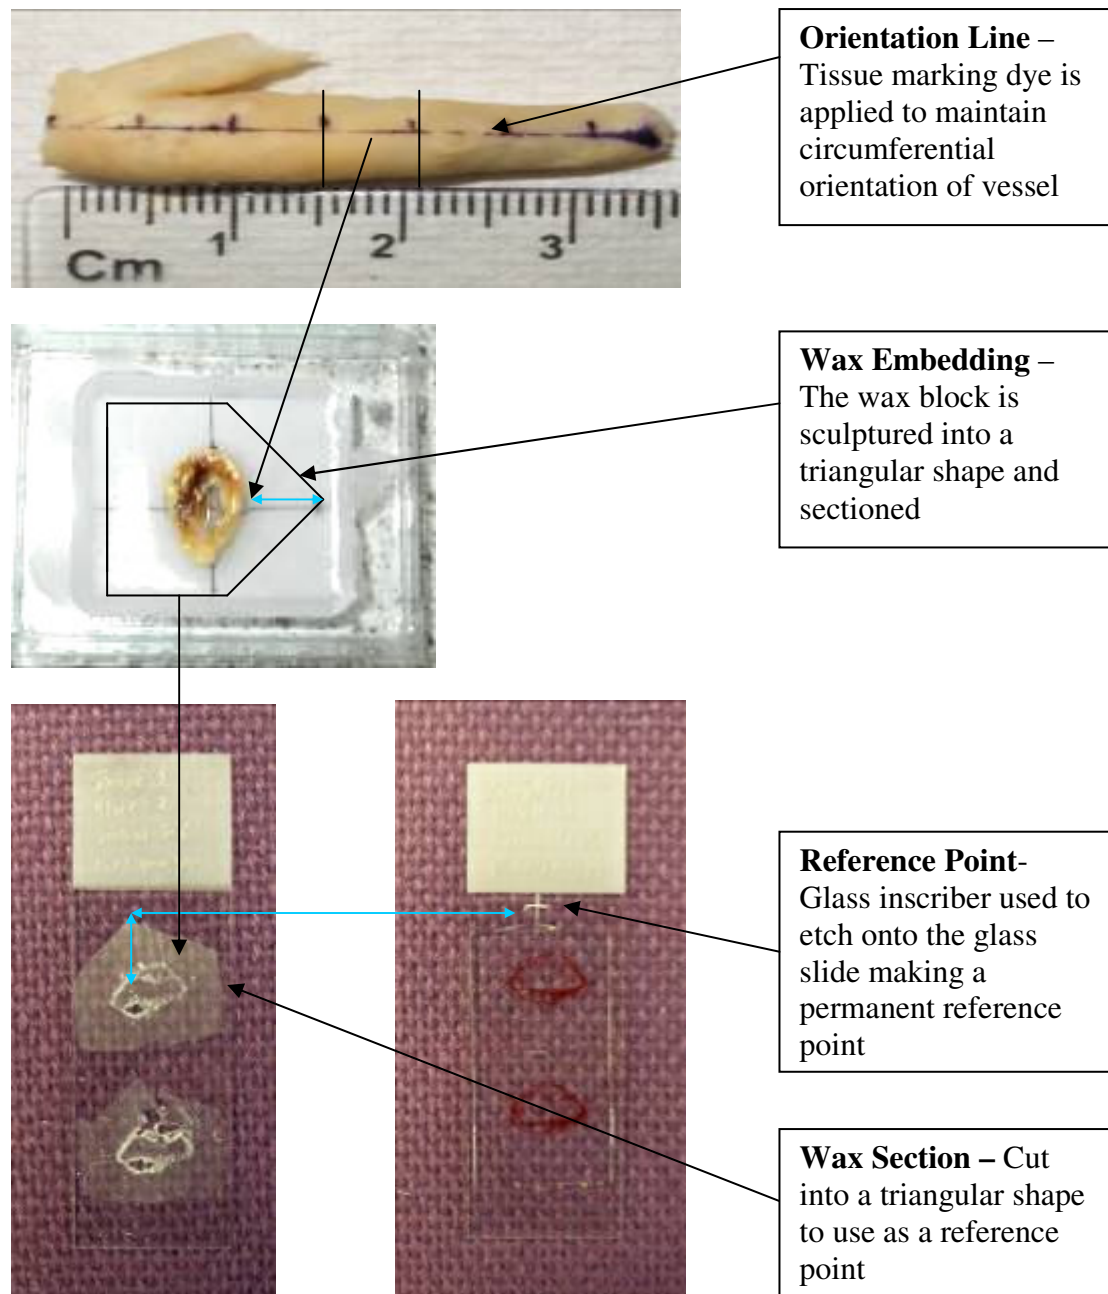 Orientation Line –
Tissue marking dye is
applied to maintain
circumferential
orientation of vessel
1 2 3
Cm
Wax Embedding –
The wax block is
sculptured into a
triangular shape and
sectioned
Reference Point-
Glass inscriber used to
etch onto the glass
slide making a
permanent reference
point
Wax Section – Cut
into a triangular shape
to use as a reference
point